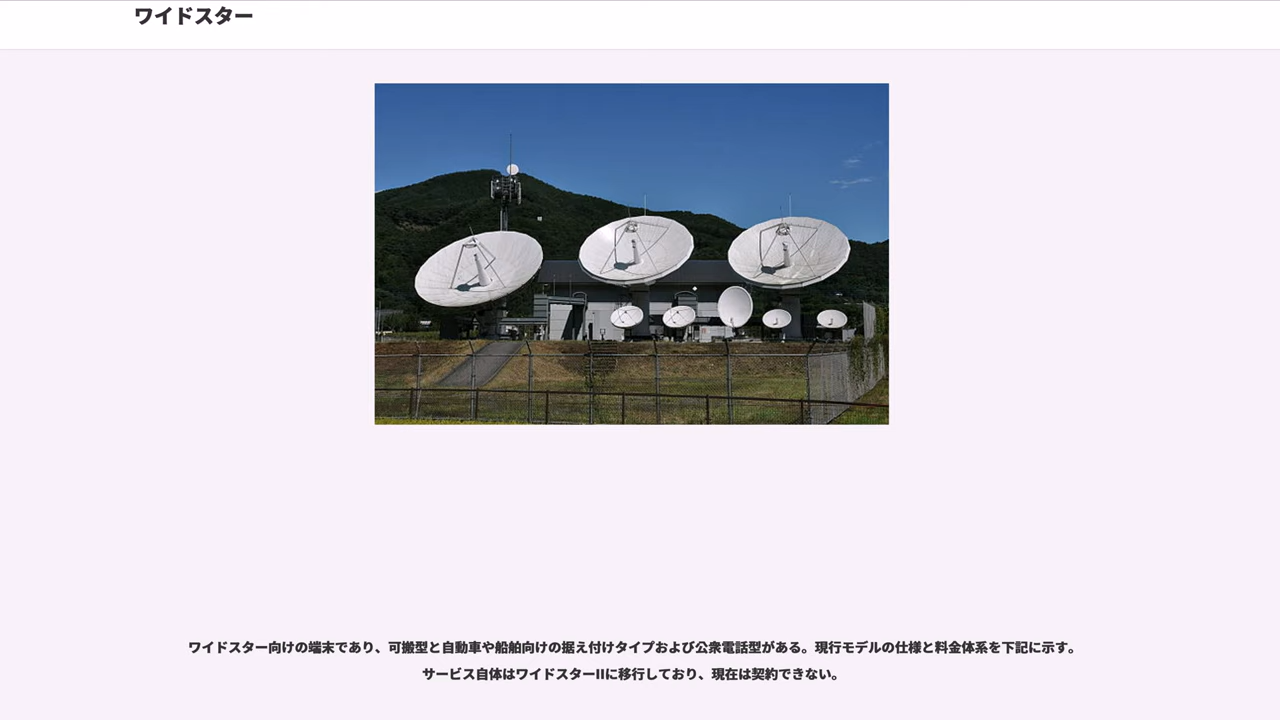 ワイドスター
ワイドスター向けの端末であり、可搬型と自動車や船舶向けの据え付けタイプおよび公衆電話型がある。現行モデルの仕様と料金体系を下記に示す。
サービス自体はワイドスターIIに移行しており、現在は契約できない。